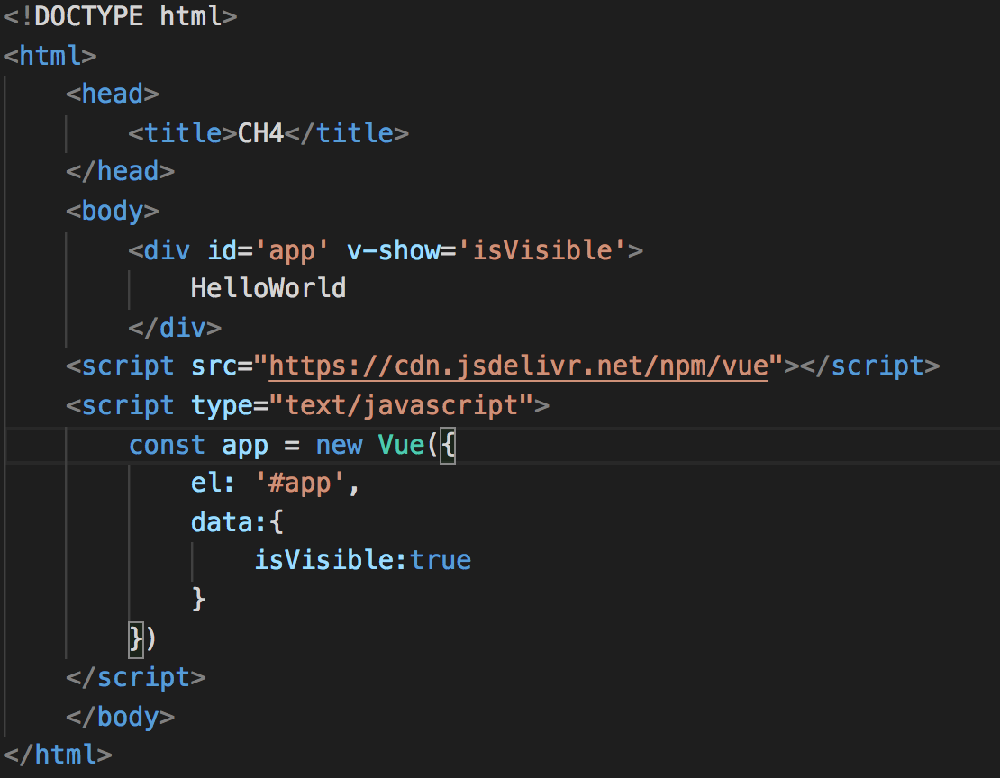 <!DOCTYPE html>
<html>
    <head>
        <title>CH4</title>
    </head>
    <body>
        <div id='app' v-show='isVisible'>
            HelloWorld
        </div>
    <script src="https://cdn.jsdelivr.net/npm/vue"></script>
    <script type="text/javascript">
        const app = new Vue({
            el: '#app',
            data:{
                isVisible:true
            }
        })
    </script>
    </body>
</html>